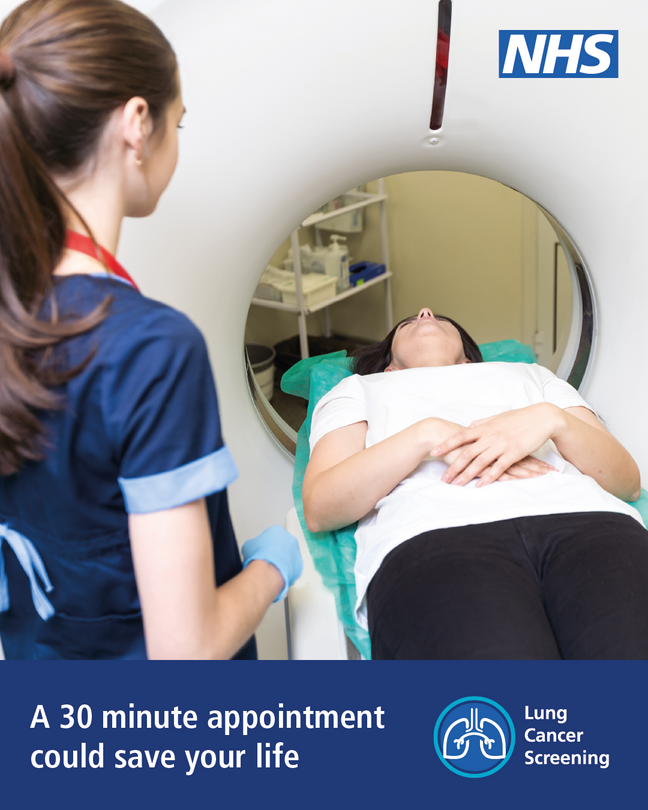 NHS
A 30 minute appointment
could save your life
Lung
Cancer
Screening